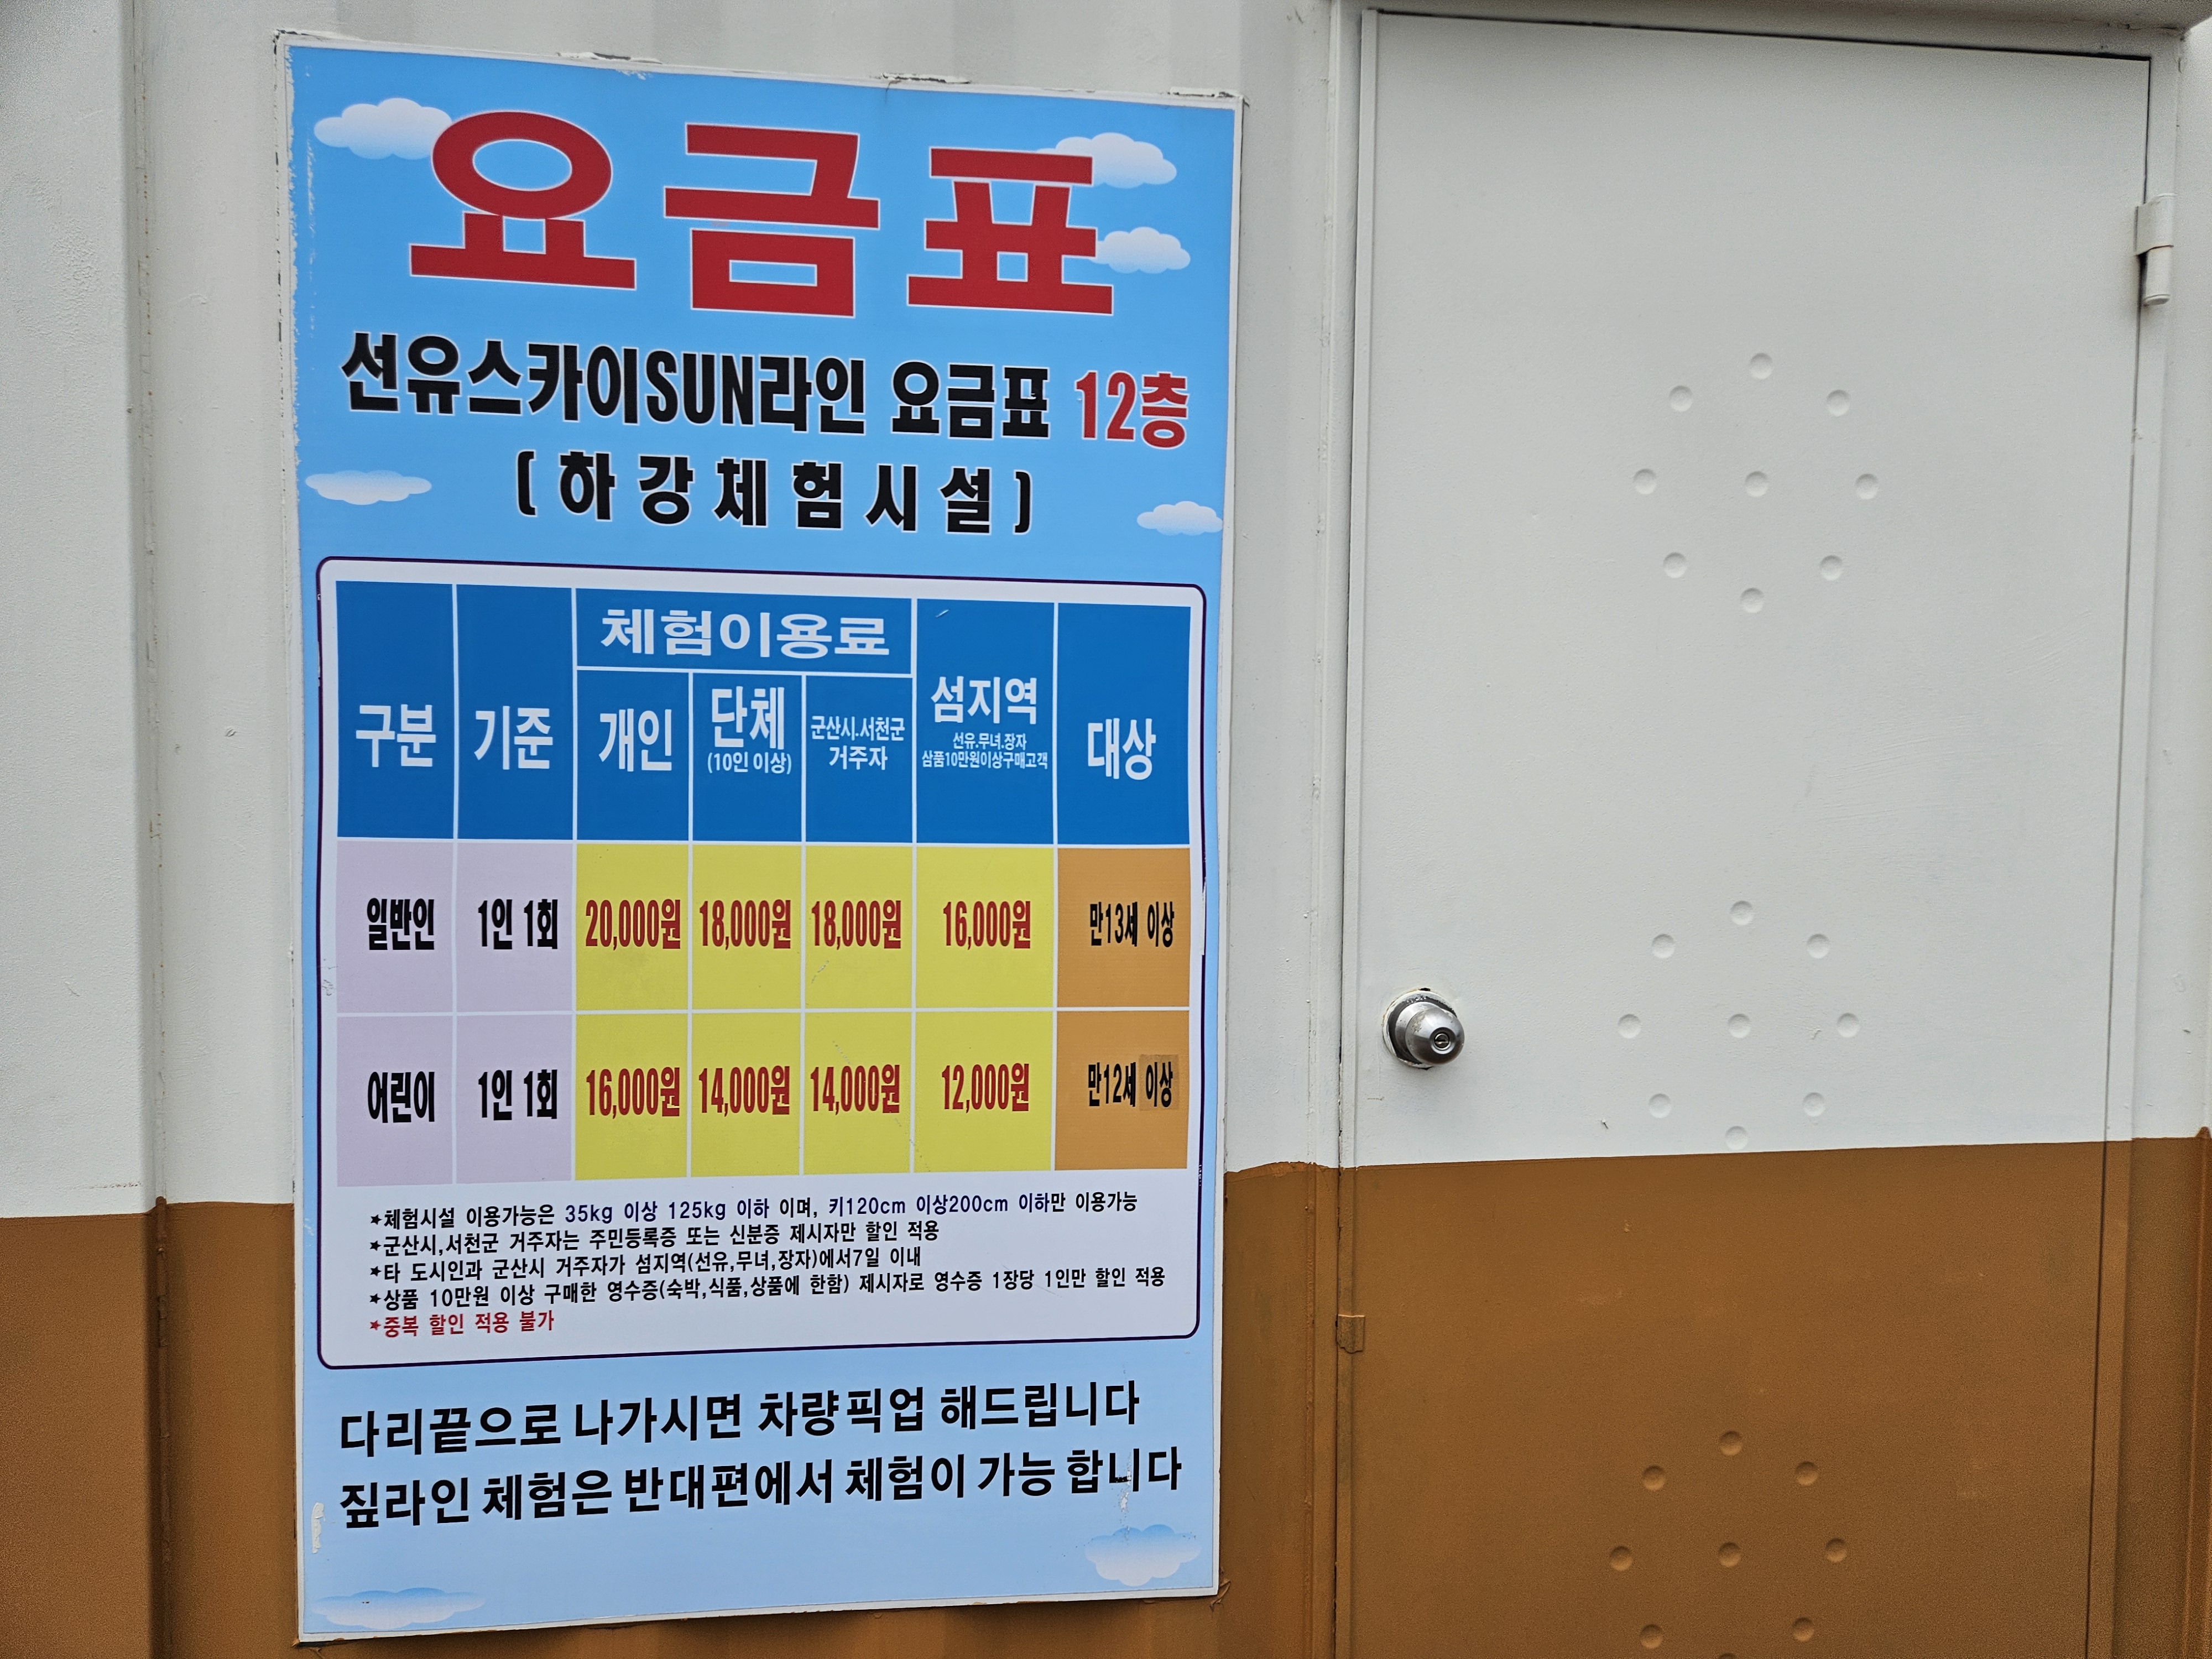 요금표
선유스카이SUN라인 요금표 12층
(하강체험시설)
구분 기준 체험이용료 섬지역 대상
개인 단체 군산시.서천군
(10인 이상) 거주자
선유.무녀.장자
상품10만원이상구매고객
일반인 1인 1회 20,000원 18,000원 18,000원 16,000원 만13세 이상
어린이 1인 1회 16,000원 14,000원 14,000원 12,000원 만12세 이상
*체험시설 이용가능은 35kg 이상 125kg 이하 이며, 키120cm 이상200cm 이하만 이용가능
*군산시,서천군 거주자는 주민등록증 또는 신분증 제시자만 할인 적용
*타 도시인과 군산시 거주자가 섬지역(선유,무녀,장자)에서7일 이내
*상품 10만원 이상 구매한 영수증(숙박,식품,상품에 한함) 제시자로 영수증 1장당 1인만 할인 적용
*중복 할인 적용 불가
다리끝으로 나가시면 차량픽업 해드립니다
짚라인 체험은 반대편에서 체험이 가능 합니다